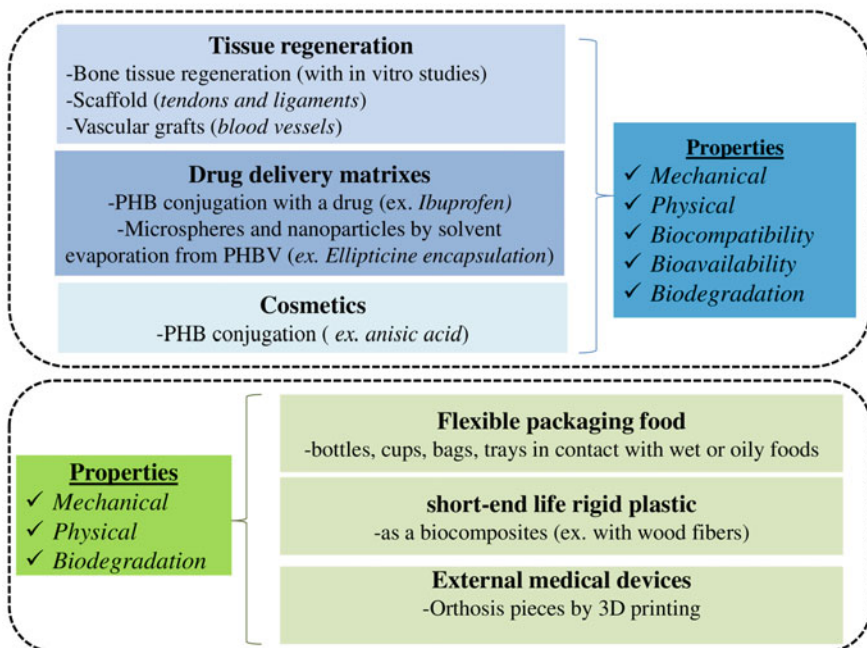 Tissue regeneration
-Bone tissue regeneration (with in vitro studies)
-Scaffold (tendons and ligaments)
-Vascular grafts (blood vessels)
Drug delivery matrixes
-PHB conjugation with a drug (ex. Ibuprofen)
-Microspheres and nanoparticles by solvent
evaporation from PHBV (ex. Ellipticine encapsulation)
Cosmetics
-PHB conjugation ( ex. anisic acid)
Properties
✓ Mechanical
✓ Physical
✓ Biocompatibility
✓ Bioavailability
✓ Biodegradation
Properties
✓ Mechanical
✓ Physical
✓ Biodegradation
Flexible packaging food
-bottles, cups, bags, trays in contact with wet or oily foods
short-end life rigid plastic
-as a biocomposites (ex. with wood fibers)
External medical devices
-Orthosis pieces by 3D printing